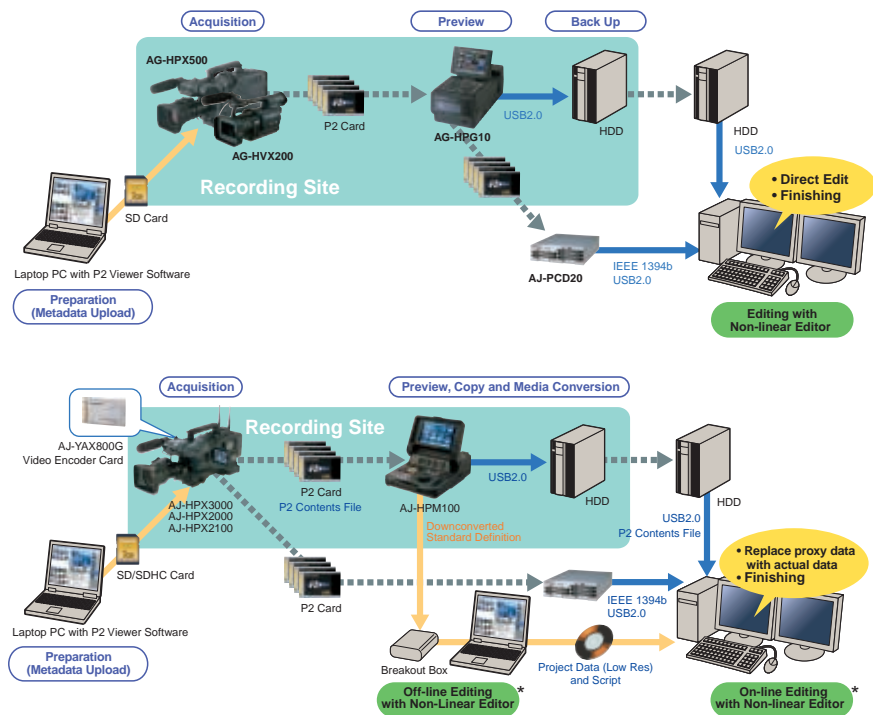 Acquisition
Preview
Back Up
AG-HPX500
P2 Card
AG-HVX200
AG-HPG10
USB2.0
HDD
HDD
USB2.0
Recording Site
SD Card
• Direct Edit
• Finishing
Laptop PC with P2 Viewer Software
AJ-PCD20
IEEE 1394b
USB2.0
Preparation
(Metadata Upload)
Editing with
Non-linear Editor
Acquisition
Preview, Copy and Media Conversion
Recording Site
AJ-YAX800G
Video Encoder Card
P2 Card
P2 Contents File
AJ-HPM100
USB2.0
HDD
HDD
AJ-HPX3000
AJ-HPX2000
AJ-HPX2100
Downconverted
Standard Definition
USB2.0
P2 Contents File
SD/SDHC Card
P2 Card
IEEE 1394b
USB2.0
• Replace proxy data
with actual data
• Finishing
Laptop PC with P2 Viewer Software
Preparation
(Metadata Upload)
Breakout Box
Project Data (Low Res)
and Script
Off-line Editing
with Non-Linear Editor
*
On-line Editing
with Non-linear Editor
*